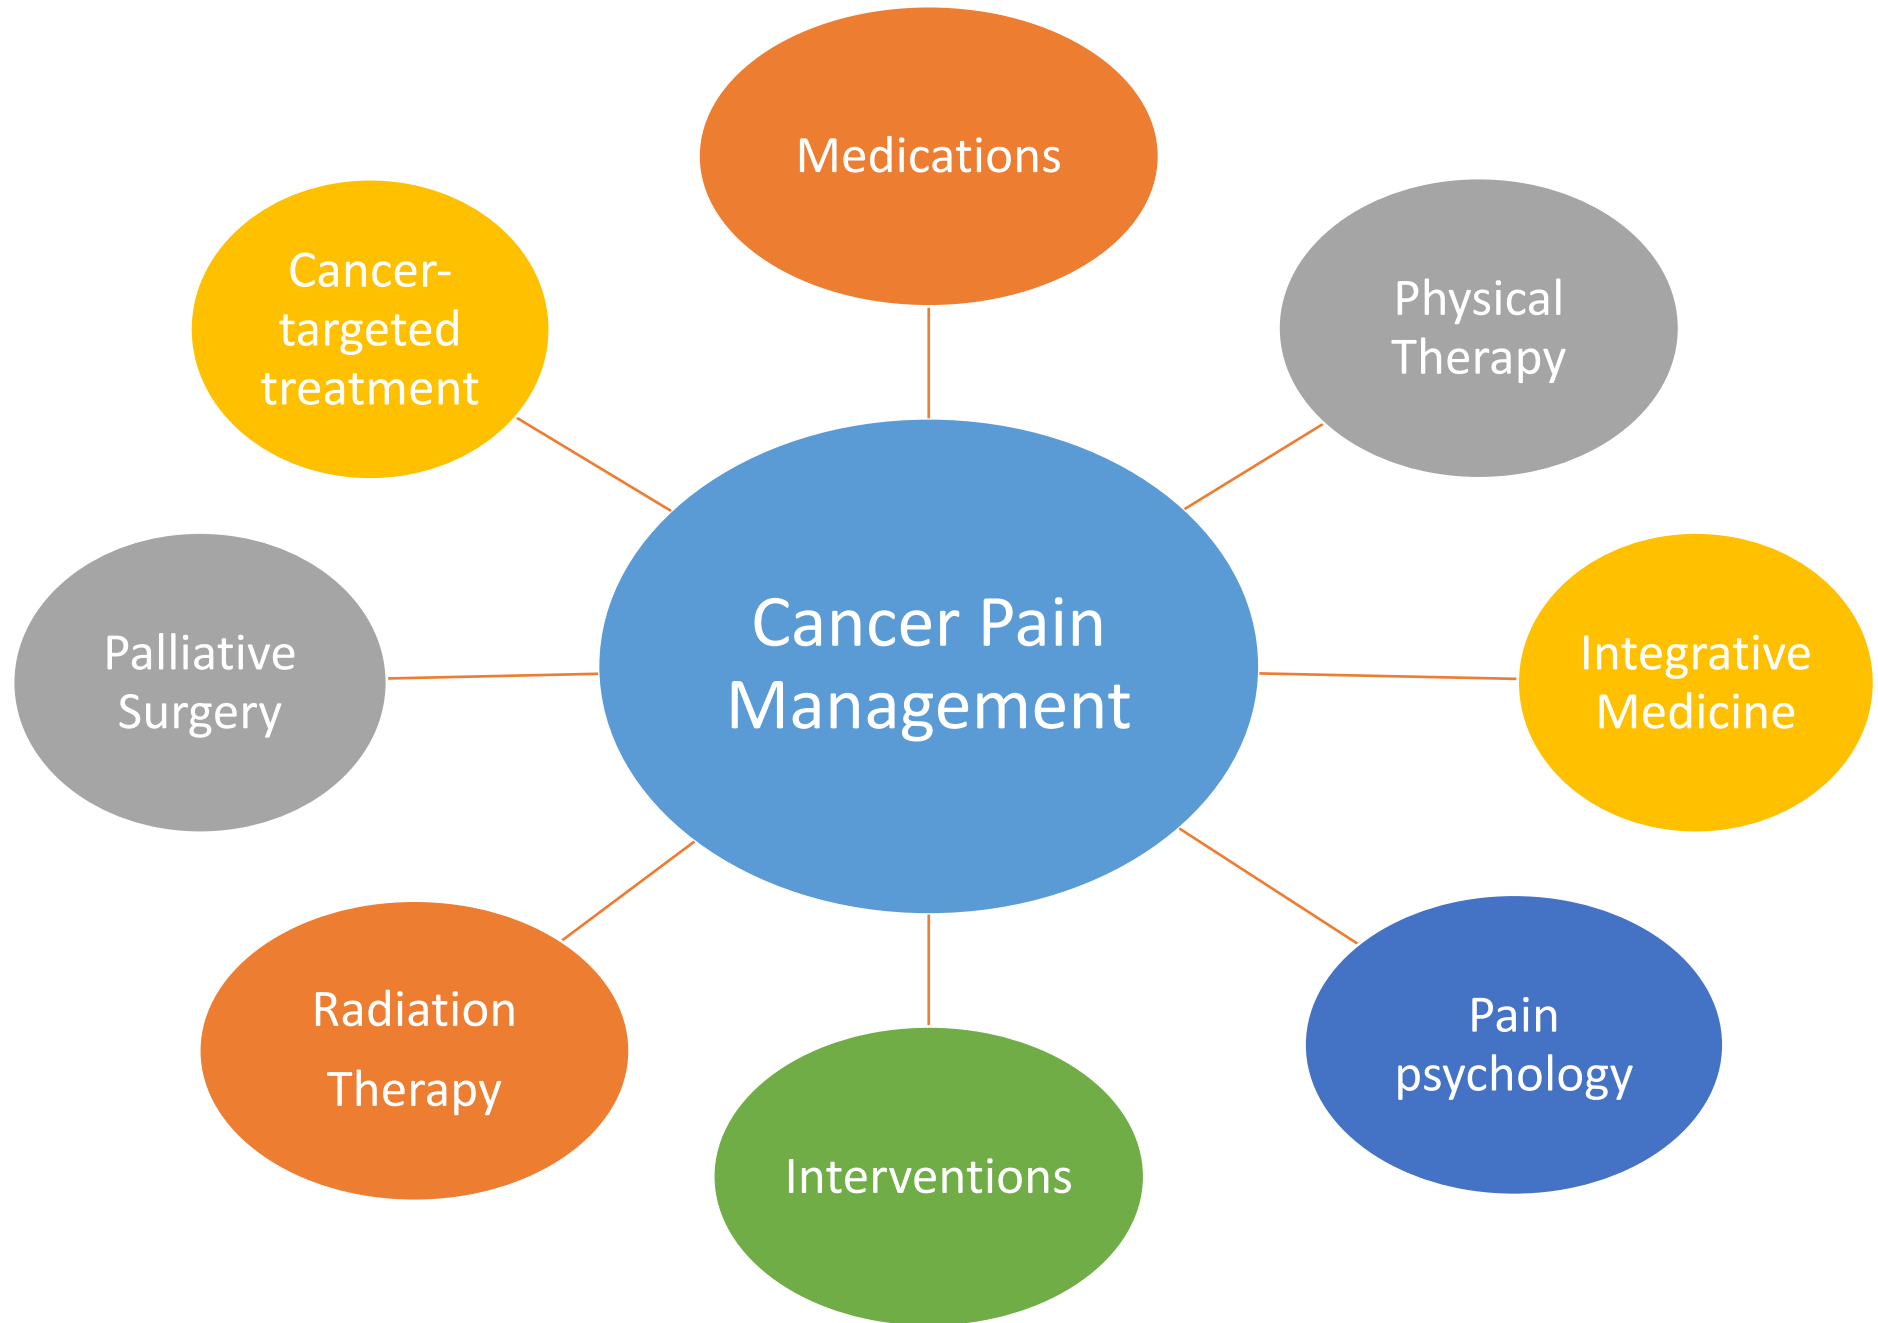 Medications
Cancer-
targeted
treatment
Physical
Therapy
Cancer Pain
Management
Palliative
Surgery
Integrative
Medicine
Radiation
Therapy
Pain
psychology
Interventions